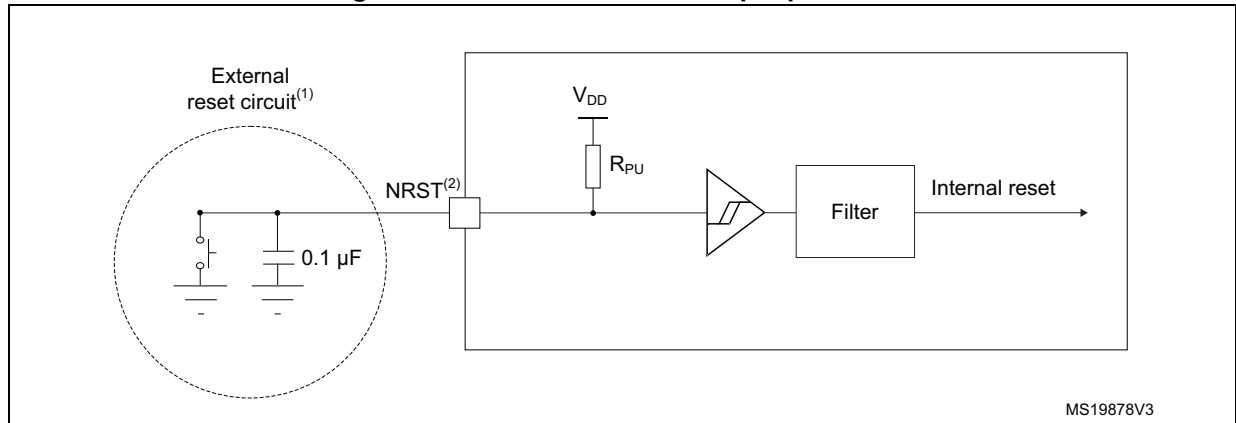 External
reset circuit(1)
VDD
RPU
NRST(2)
Filter
Internal reset
0.1 µF
MS19878V3